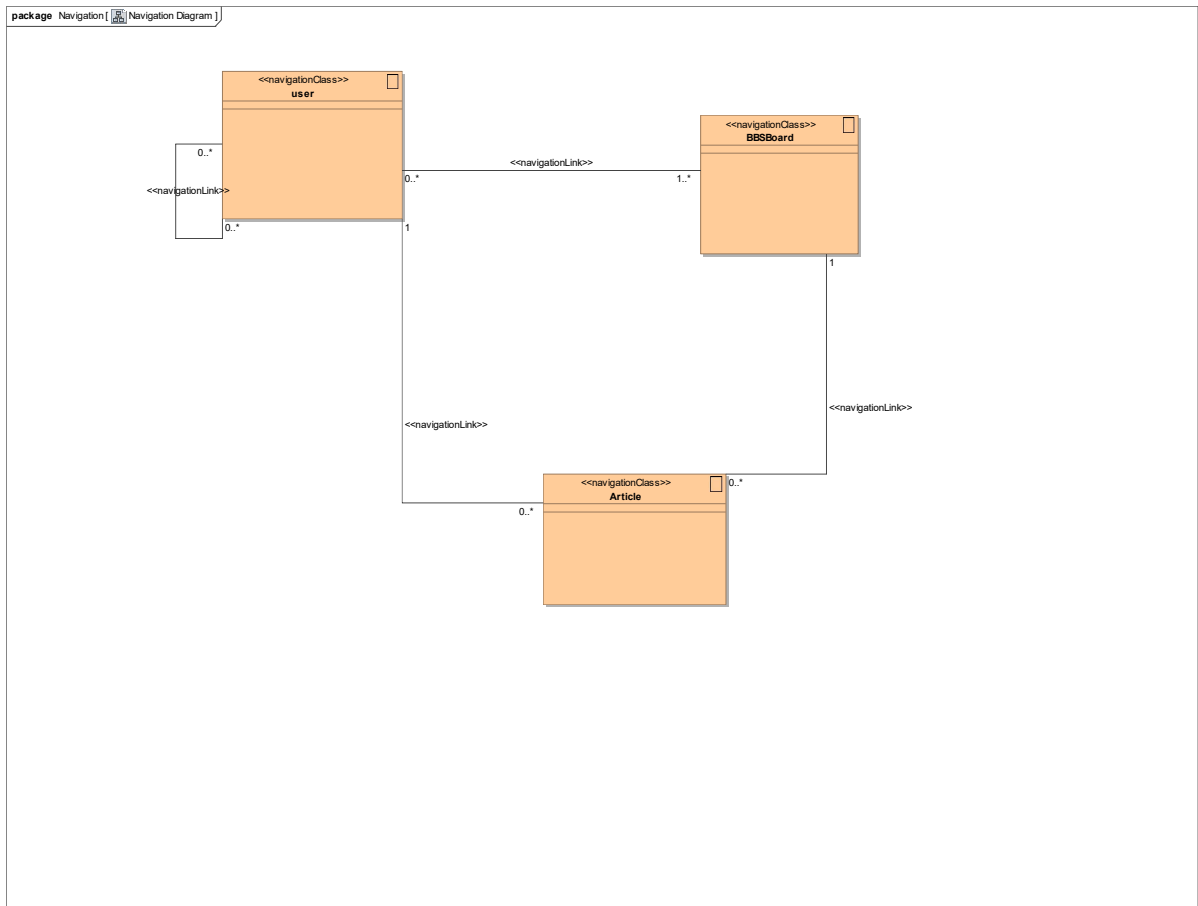 package Navigation [ Navigation Diagram ]
<<navigationClass>>
user
<<navigationClass>>
BBSBoard
0..*
<<navigationLink>>
0..*
<<navigationLink>>
0..*
1..*
1
1
<<navigationLink>>
<<navigationLink>>
<<navigationClass>>
Article
0..*
0..*